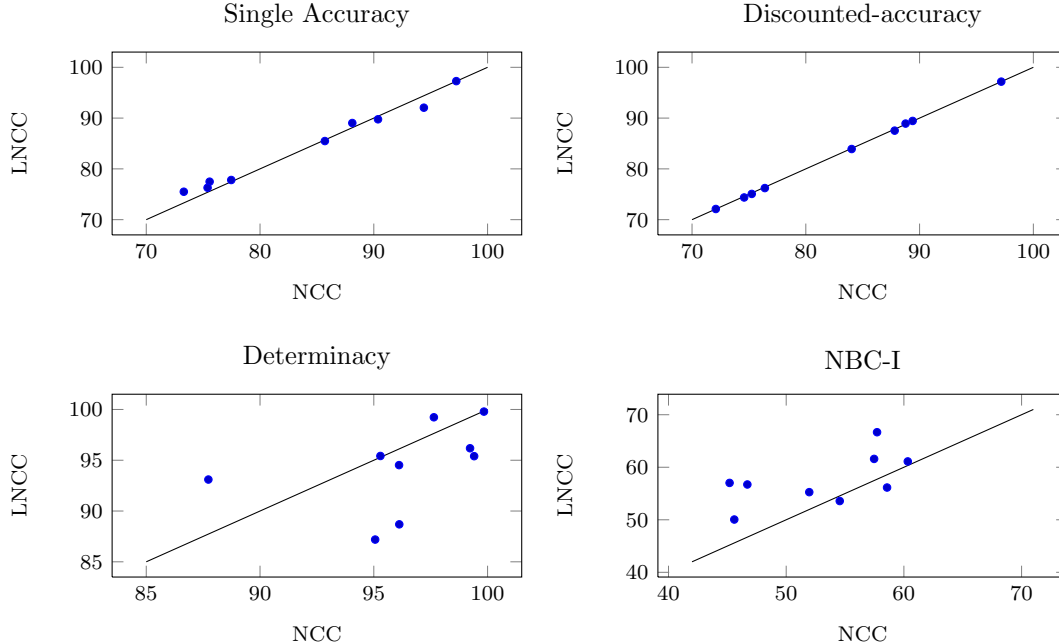 Single Accuracy
Discounted-accuracy
100
90
80
70
LNCC
70 80 90 100
NCC
100
90
80
70
LNCC
70 80 90 100
NCC
Determinacy
NBC-I
100
95
90
85
LNCC
85 90 95 100
NCC
70
60
50
40
LNCC
40 50 60 70
NCC